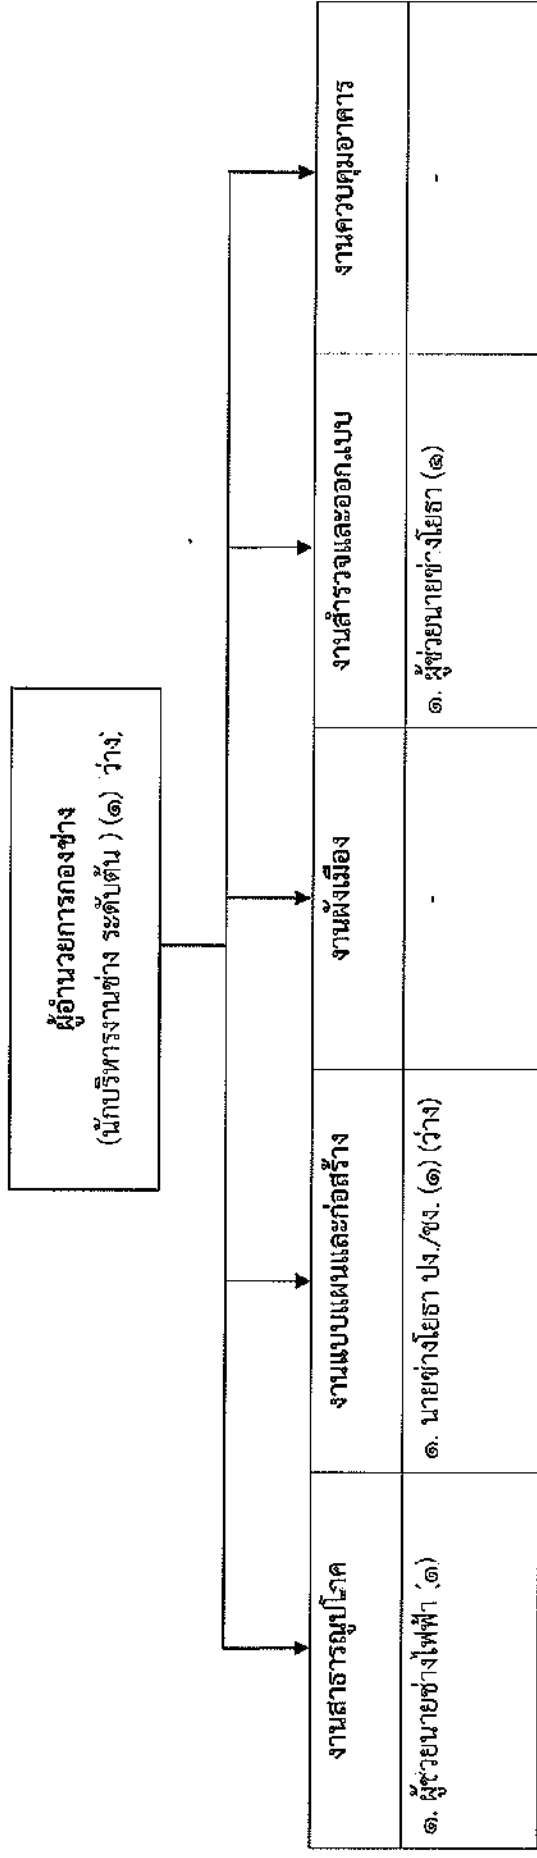 ผู้อำนวยการกองช่าง
(นักบริหารงานช่าง ระดับต้น ) (๑) ว่าง)
งานสาธารณูปโภค
งานแบบแผนและก่อสร้าง
งานผังเมือง
งานสำรวจและออกแบบ
งานควบคุมอาคาร
๑. ผู้ช่วยนายช่างไฟฟ้า (๑)
๑. นายช่างโยธา ปง./ชง. (๑) (ว่าง)
-
๑. ผู้ช่วยนายช่างโยธา (๑)
-